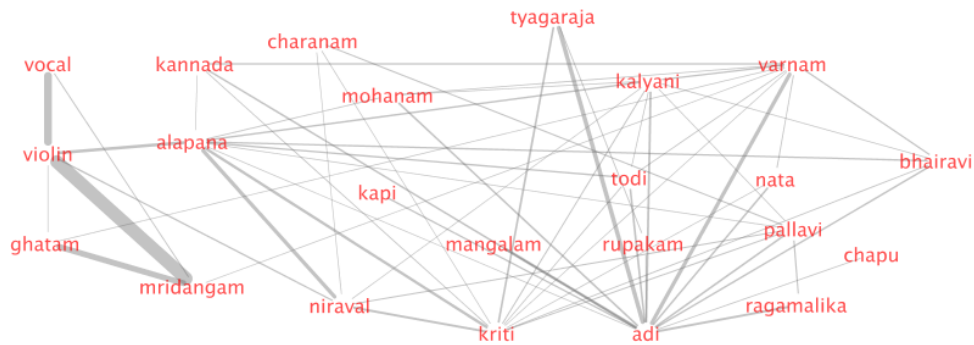 tyagaraja
charanam
vocal
kannada
varnam
kalyani
mohanam
alapana
violin
bhairavi
todi
nata
kapi
pallavi
ghatam
mangalam
rupakam
chapu
mridangam
niraval
ragamalika
kriti
adi